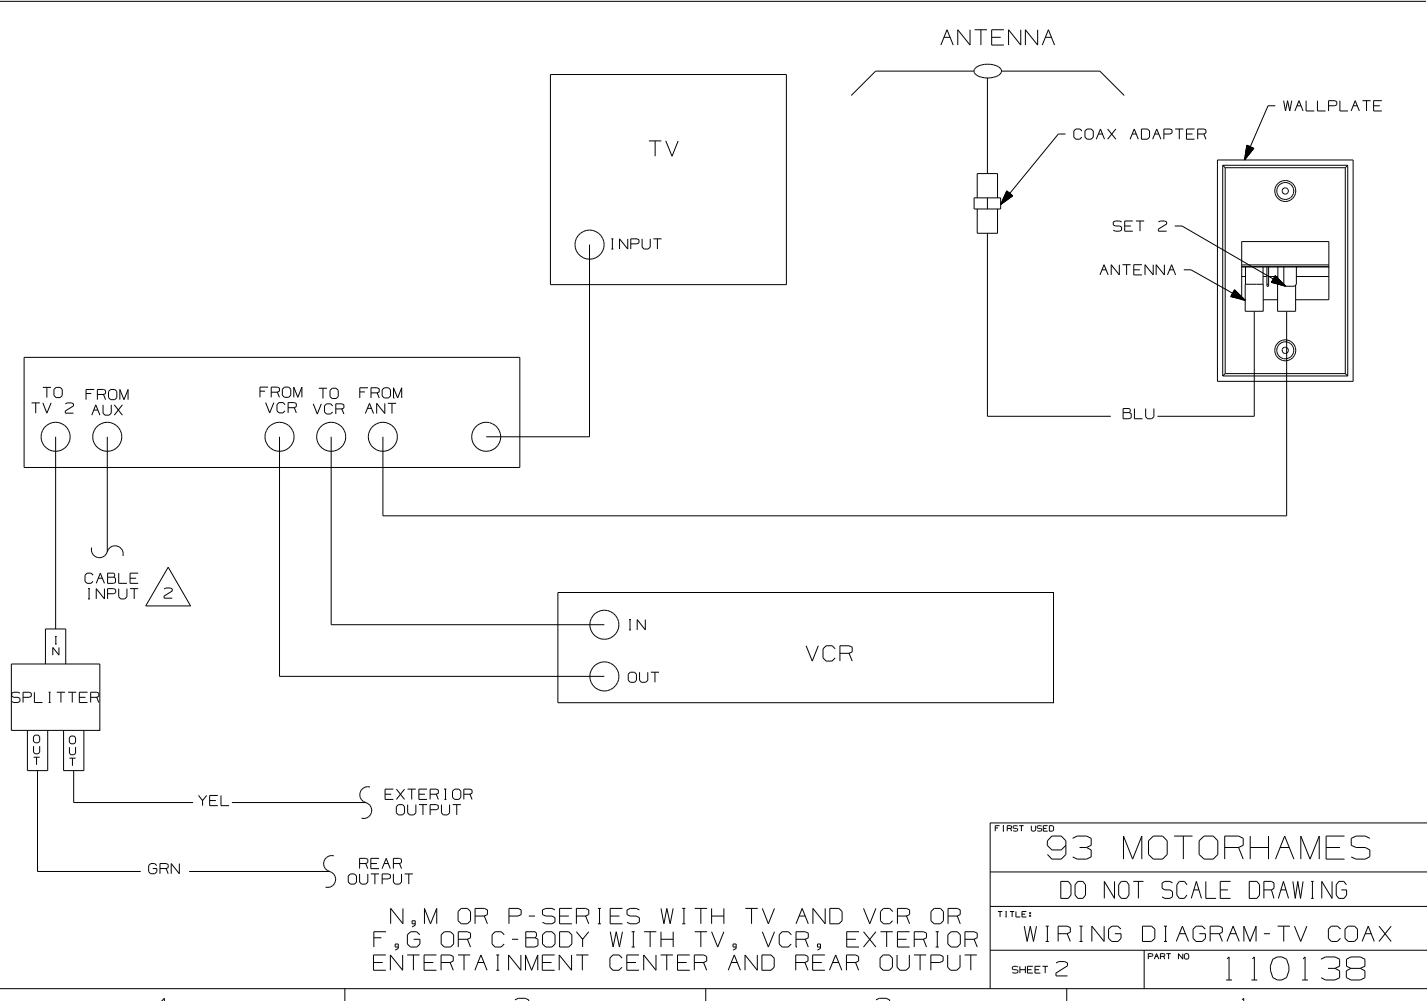 ANTENNA
WALLPLATE
COAX ADAPTER
TV
SET 2
INPUT
ANTENNA
TO
TV 2
FROM
AUX
FROM
VCR
TO
VCR
FROM
ANT
BLU
CABLE
INPUT
2
IN
VCR
OUT
IN
SPLITTER
OUT
OUT
YEL
EXTERIOR
OUTPUT
GRN
REAR
OUTPUT
N,M OR P-SERIES WITH TV AND VCR OR
F,G OR C-BODY WITH TV, VCR, EXTERIOR
ENTERTAINMENT CENTER AND REAR OUTPUT
FIRST USED
93 MOTORHAMES
DO NOT SCALE DRAWING
TITLE:
WIRING DIAGRAM-TV COAX
SHEET 2
PART NO
110138